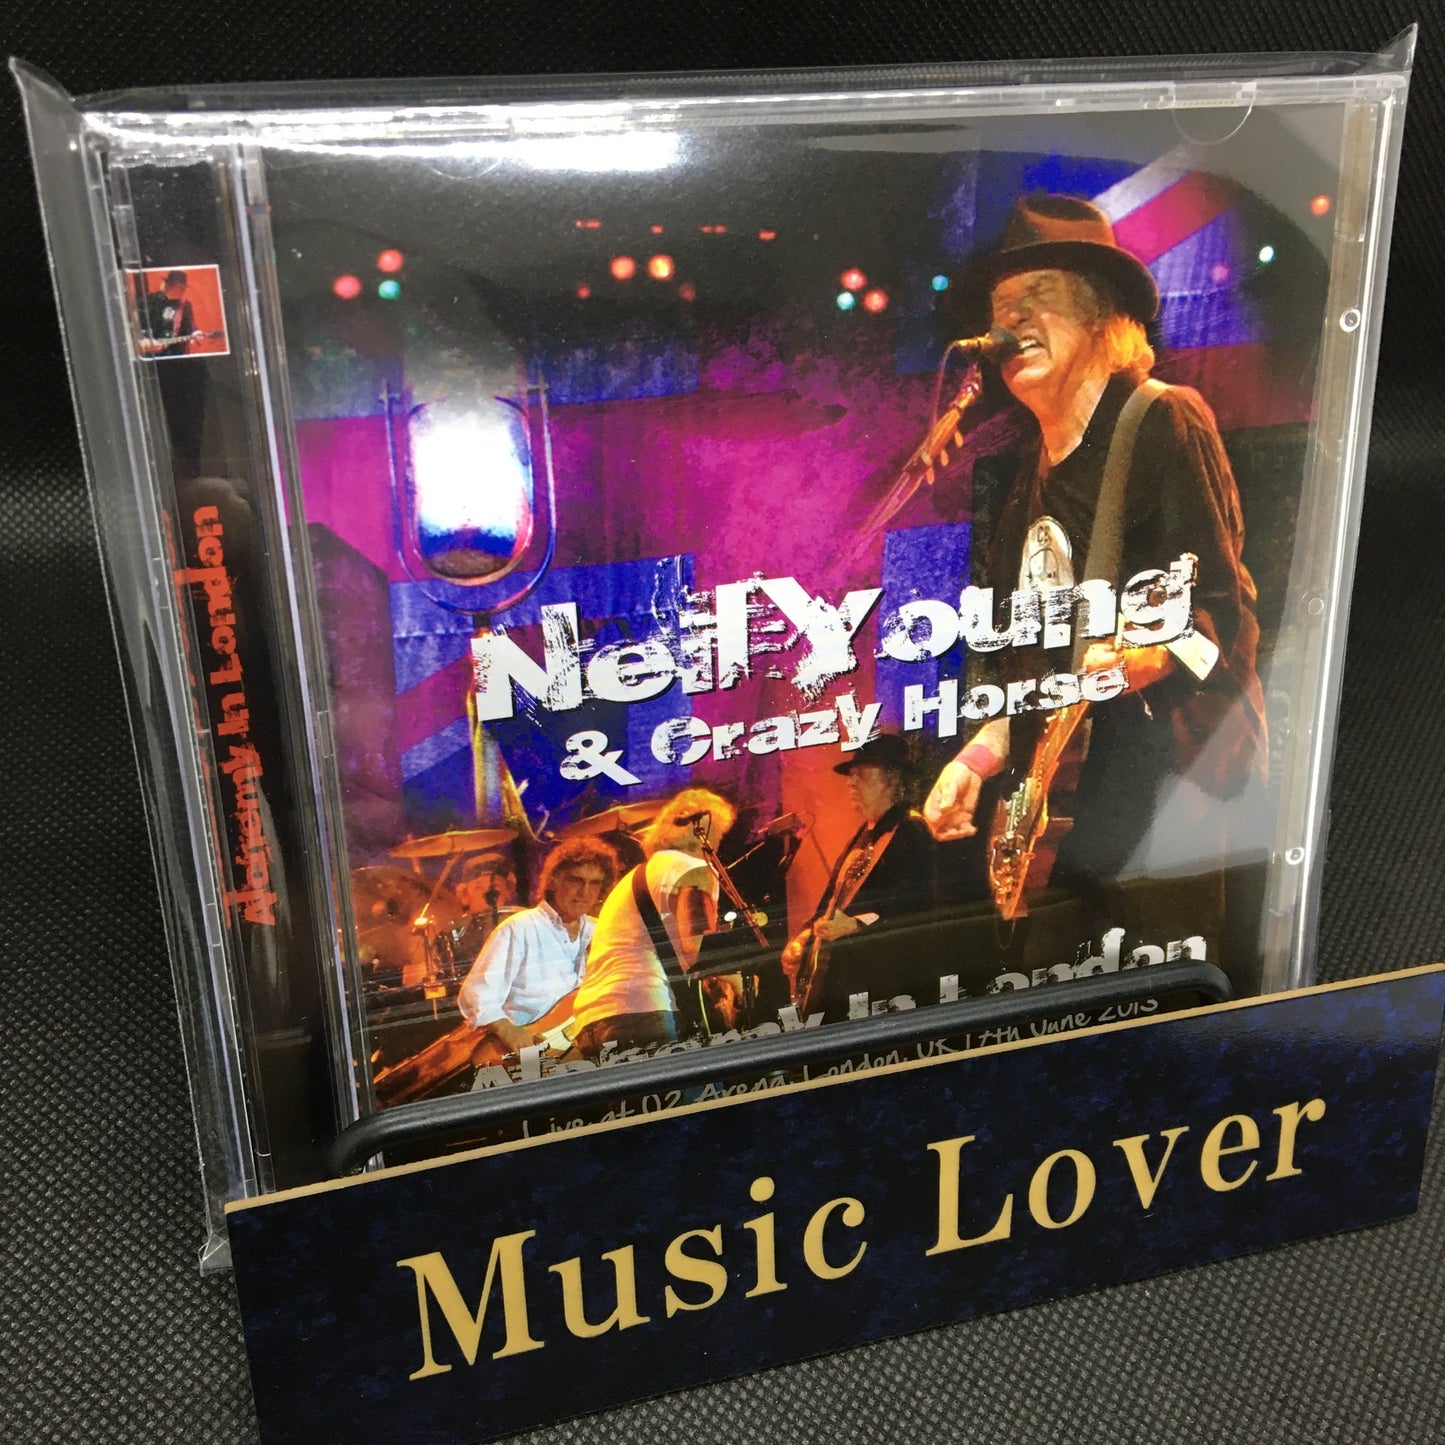 Alchemy In London
Neil Young
& Crazy Horse
Alchemy In London
Live at O2 Arena, London, UK 17th June 2013
Music Lover